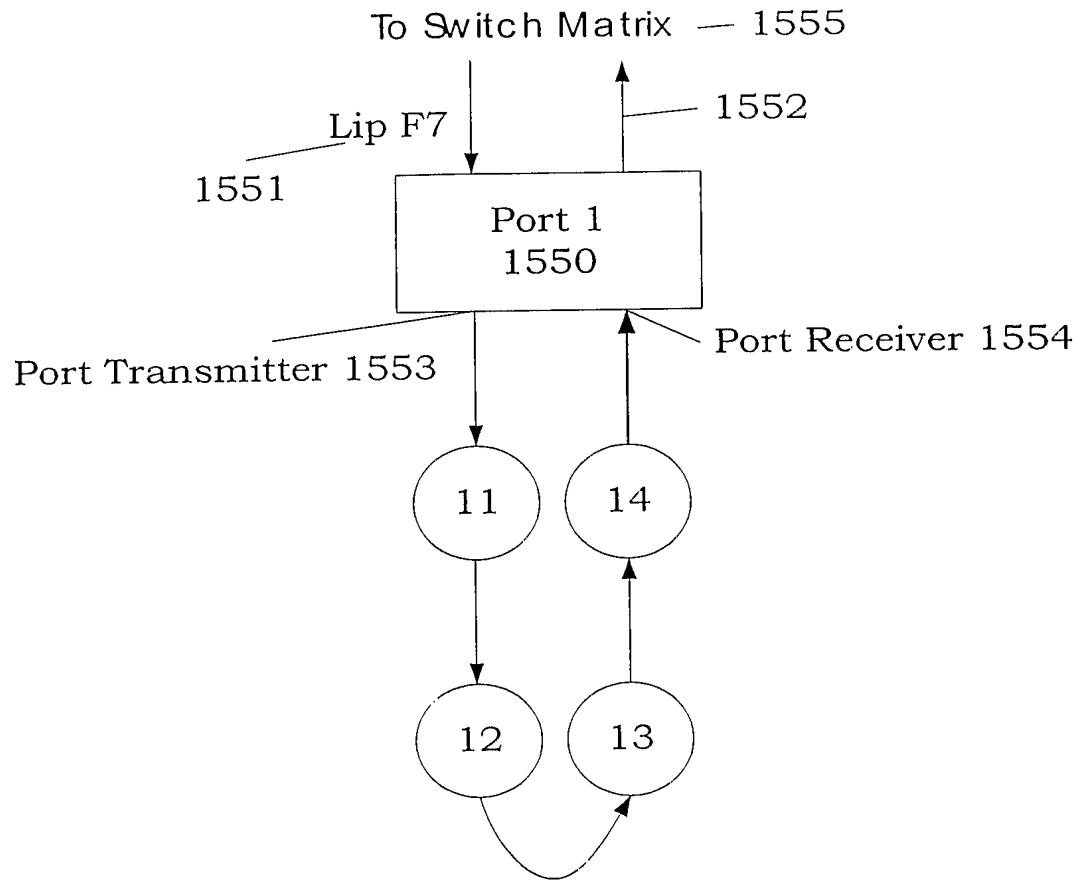 To Switch Matrix 1555
1552
Lip F7
1551
Port 1
1550
Port Receiver 1554
Port Transmitter 1553
11
14
12
13